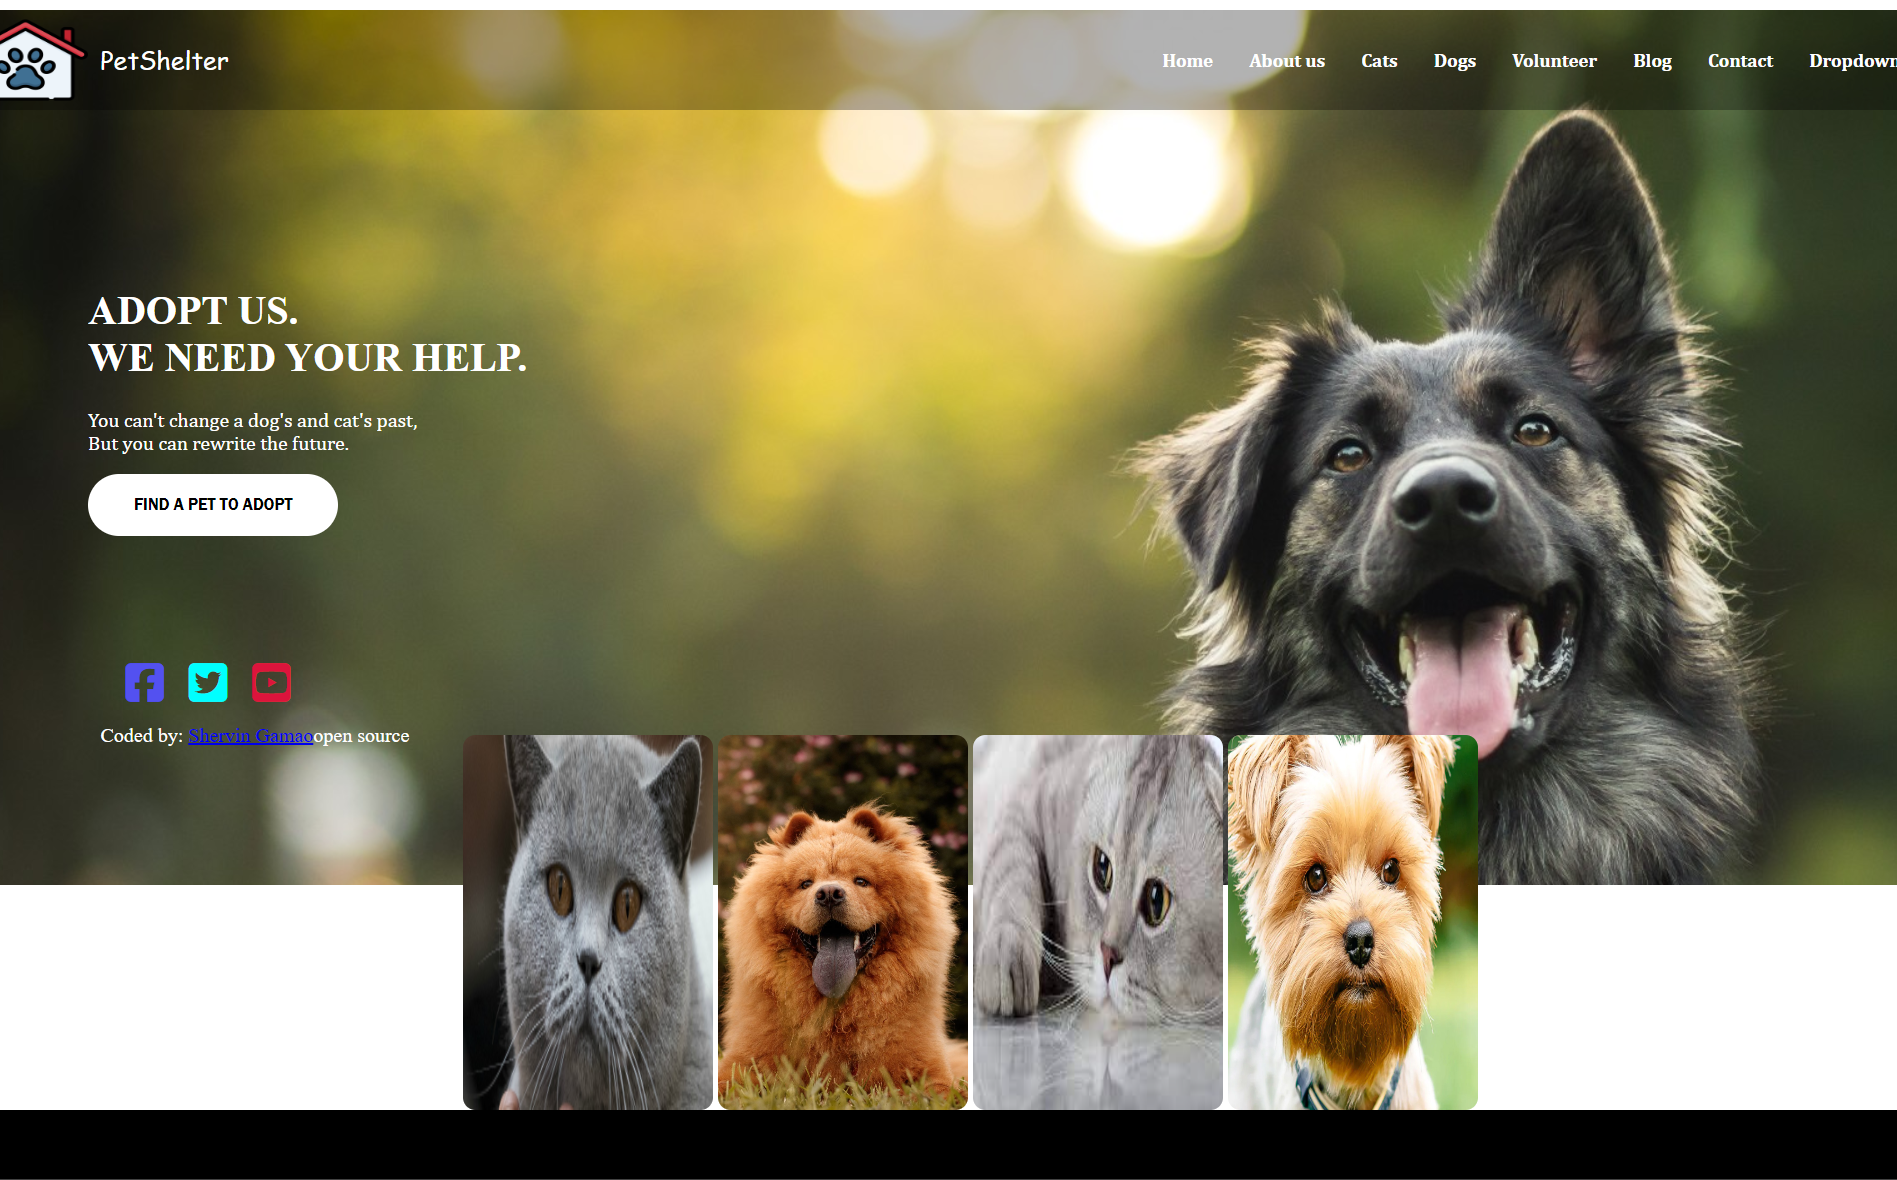 PetShelter
Home About us Cats Dogs Volunteer Blog Contact Dropdown
ADOPT US.
WE NEED YOUR HELP.
You can't change a dog's and cat's past,
But you can rewrite the future.
FIND A PET TO ADOPT
Coded by: Shervin Gamaoopen source